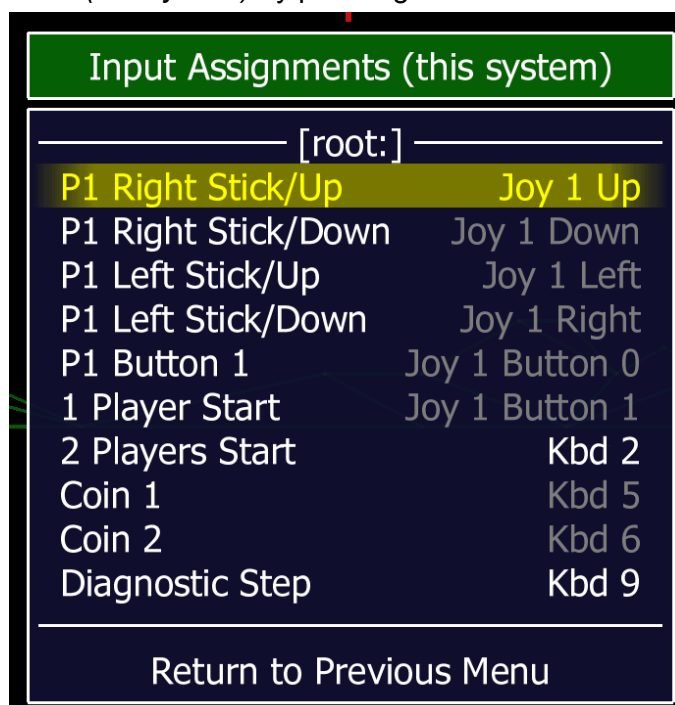 Input Assignments (this system)
[root:]
P1 Right Stick/Up Joy 1 Up
P1 Right Stick/Down Joy 1 Down
P1 Left Stick/Up Joy 1 Left
P1 Left Stick/Down Joy 1 Right
P1 Button 1 Joy 1 Button 0
1 Player Start Joy 1 Button 1
2 Players Start Kbd 2
Coin 1 Kbd 5
Coin 2 Kbd 6
Diagnostic Step Kbd 9
Return to Previous Menu